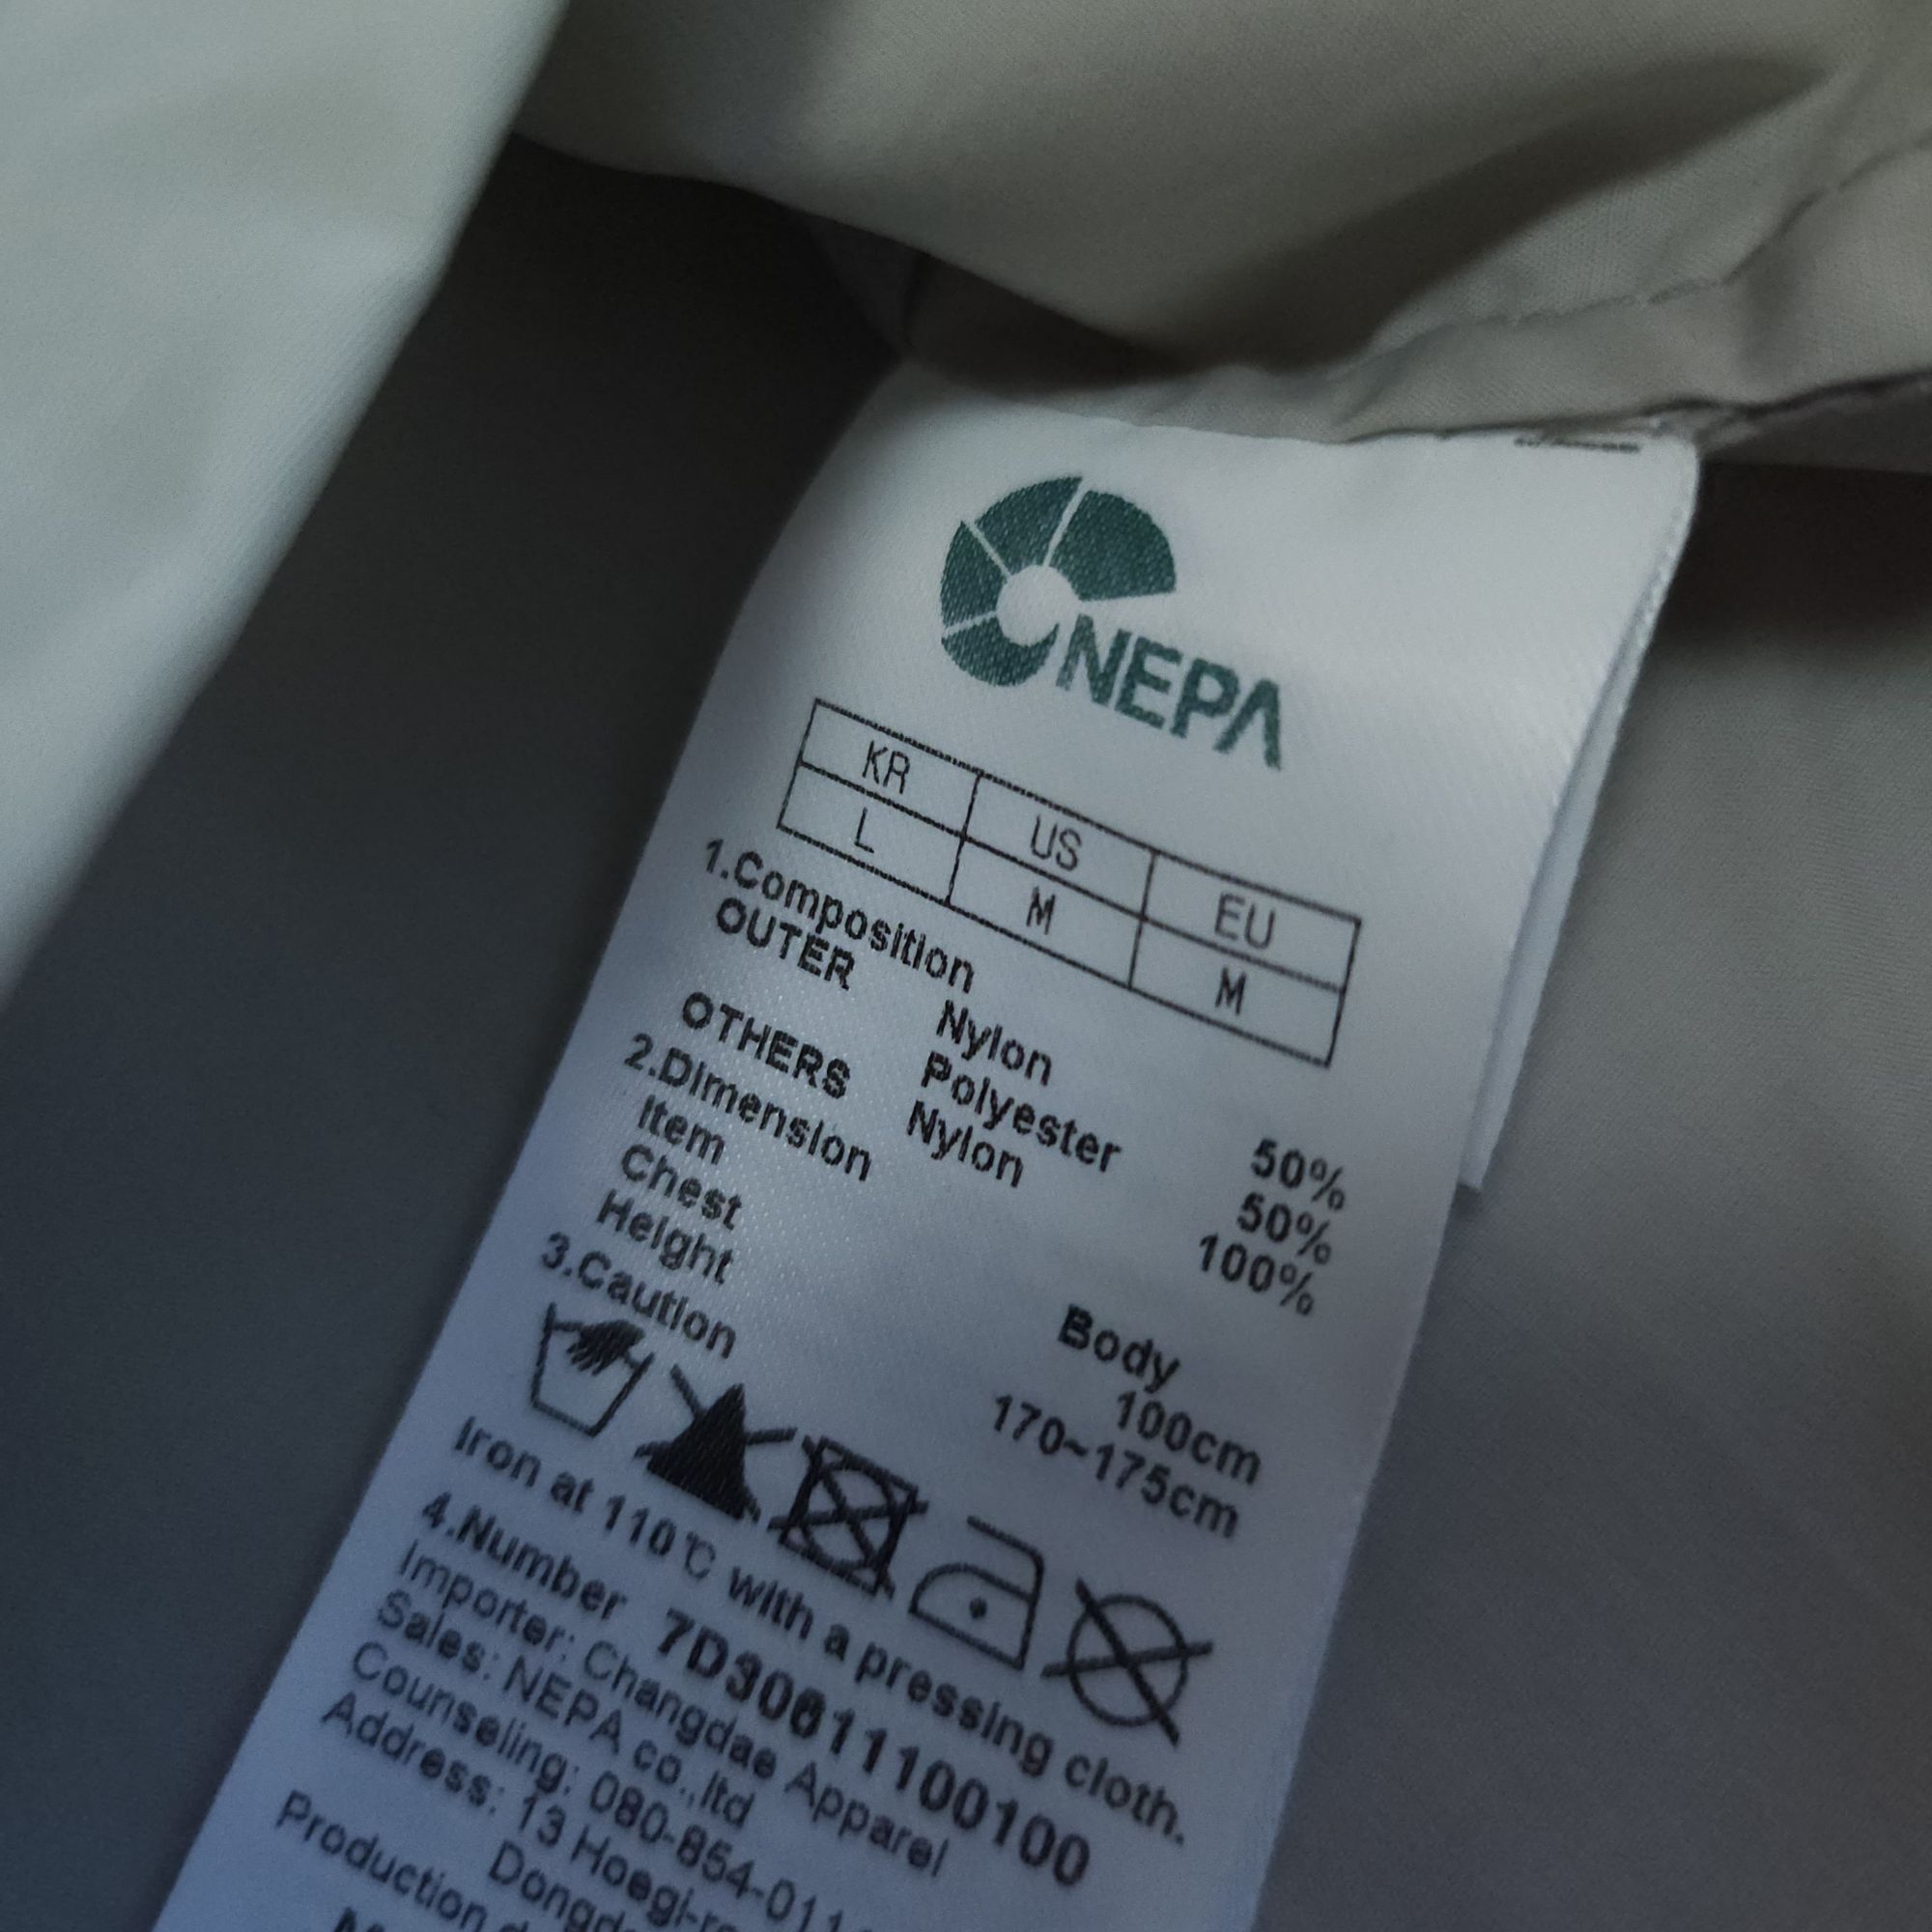 NEPA
KR US EU
L M M
1.Composition
OUTER Nylon 50%
Polyester 50%
OTHERS Nylon 100%
2.Dimension
Item Body
Chest 100cm
Height 170~175cm
3.Caution
Iron at 110℃ with a pressing cloth.
4.Number 7D30611100100
Importer: Changdae Apparel
Sales: NEPA co.,ltd
Counseling:
Address: 13
Production